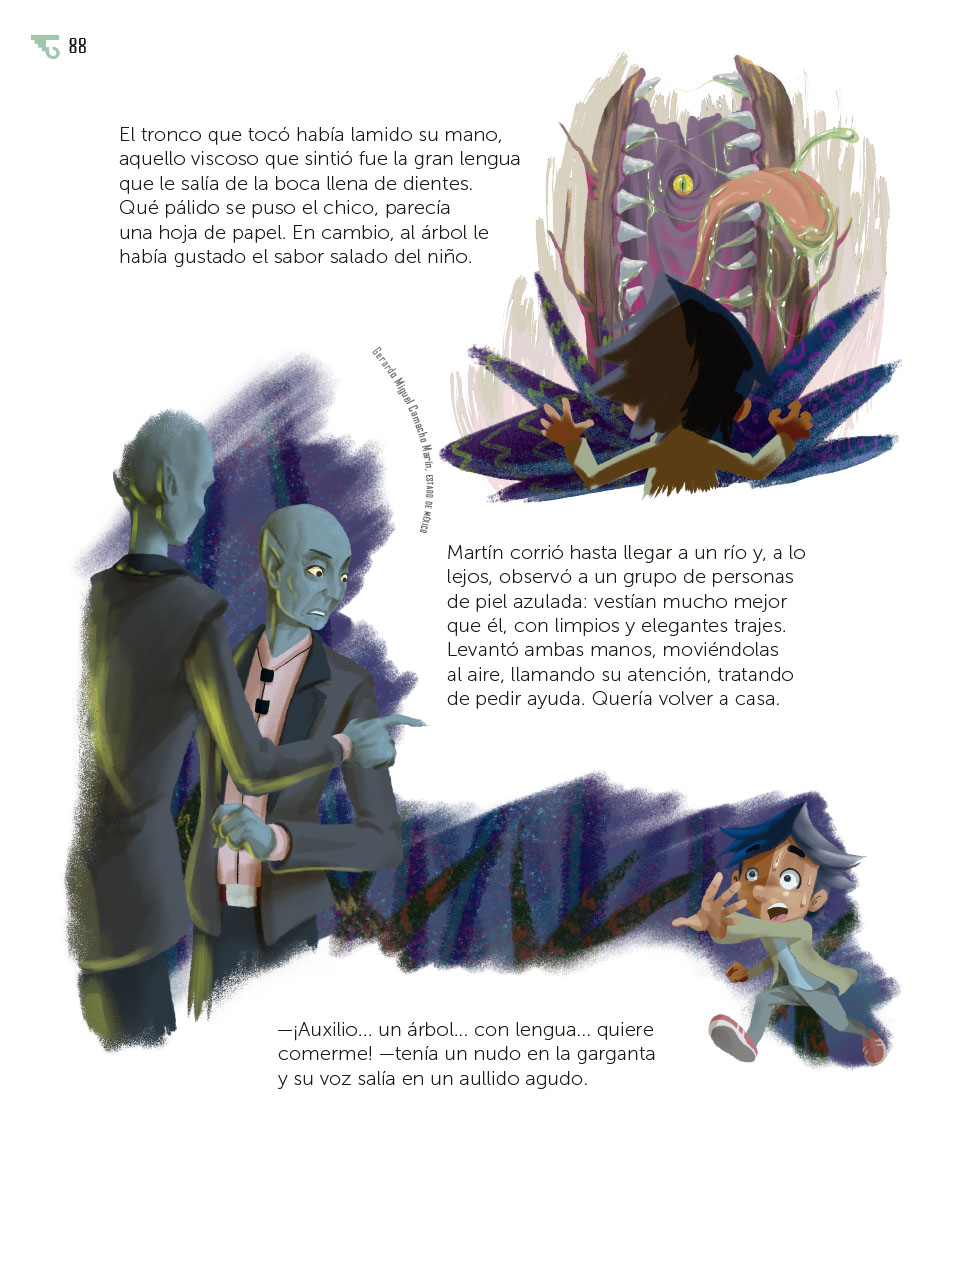 88
El tronco que tocó había lamido su mano,
aquello viscoso que sintió fue la gran lengua
que le salía de la boca llena de dientes.
Qué pálido se puso el chico, parecía
una hoja de papel. En cambio, al árbol le
había gustado el sabor salado del niño.
Gerardo Miguel Camacho Marín, ESTADO DE MÉXICO
Martín corrió hasta llegar a un río y, a lo
lejos, observó a un grupo de personas
de piel azulada: vestían mucho mejor
que él, con limpios y elegantes trajes.
Levantó ambas manos, moviéndolas
al aire, llamando su atención, tratando
de pedir ayuda. Quería volver a casa.
—¡Auxilio... un árbol... con lengua... quiere
comerme! —tenía un nudo en la garganta
y su voz salía en un aullido agudo.